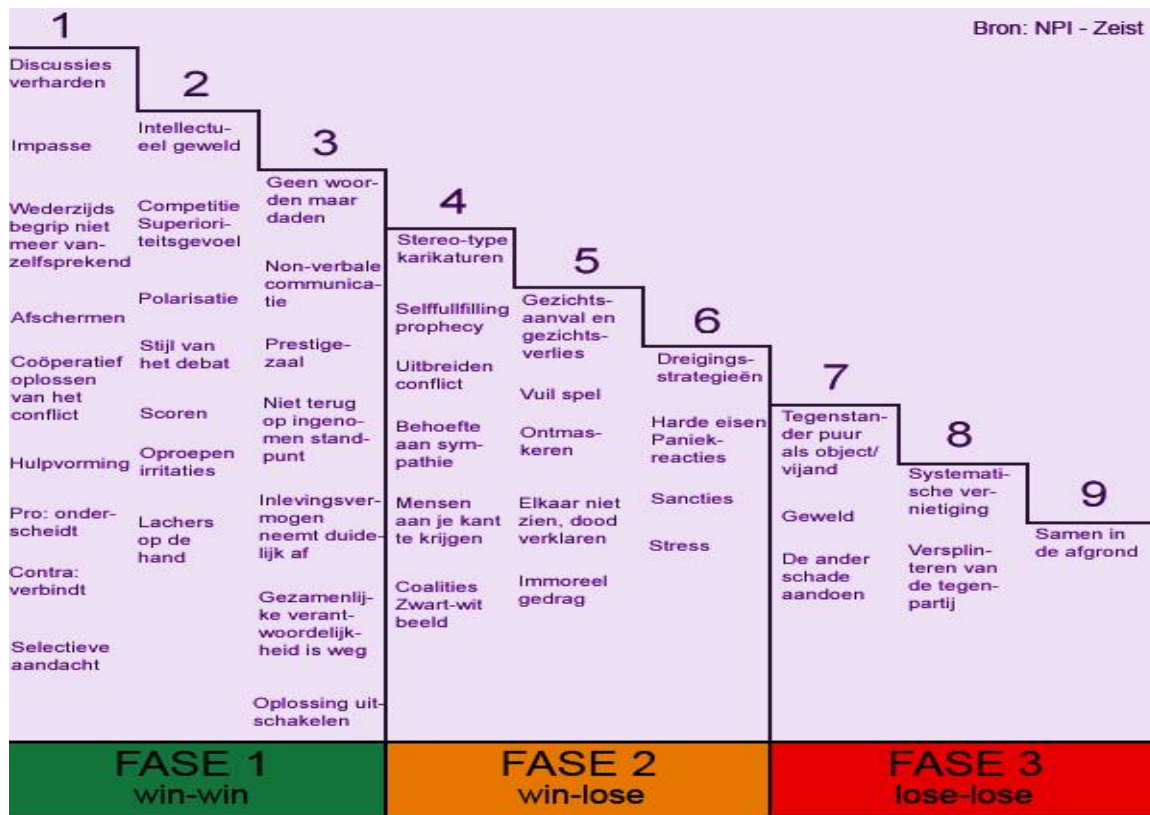 Bron: NPI - Zeist
1
Discussies
verharden
Impasse
Wederzijds
begrip niet
meer van-
zelfsprekend
Afschermen
Coöperatief
oplossen
van het
conflict
Hulpvorming
Pro: onder-
scheidt
Contra:
verbindt
Selectieve
aandacht
2
Intellectu-
eel geweld
Competitie
Superiori-
teitsgevoel
Polarisatie
Stijl van
het debat
Scoren
Oproepen
irritaties
Lachers
op de
hand
3
Geen woor-
den maar
daden
Non-verbale
communica-
tie
Prestige-
zaal
Niet terug
op ingeno-
men stand-
punt
Inlevingsver-
mogen
neemt duide-
lijk af
Gezamenlij-
ke verant-
woordelijk-
heid is weg
Oplossing uit-
schakelen
4
Stereo-type
karikaturen
Selffullfilling
prophecy
Uitbreiden
conflict
Behoefte
aan sym-
pathie
Mensen
aan je kant
te krijgen
Coalities
Zwart-wit
beeld
5
Gezichts-
aanval en
gezichts-
verlies
Vuil spel
Ontmas-
keren
Elkaar niet
zien, dood
verklaren
Immoreel
gedrag
6
Dreigings-
strategieën
Harde eisen
Paniek-
reacties
Sancties
Stress
7
Tegenstan-
der puur
als object/
vijand
Geweld
De ander
schade
aandoen
8
Systemati-
sche ver-
nietiging
Versplin-
teren van
de tegen-
partij
9
Samen in
de afgrond
FASE 1
win-win
FASE 2
win-lose
FASE 3
lose-lose